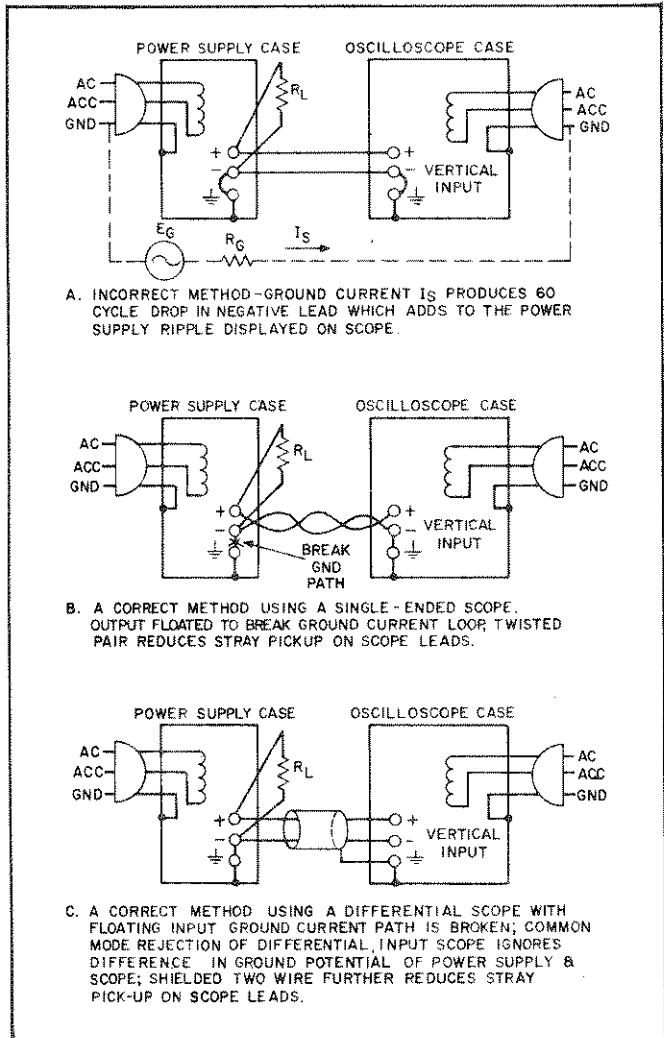 POWER SUPPLY CASE OSCILLOSCOPE CASE
AC
ACC
GND
RL
AC
ACC
GND
+ +
- - VERTICAL
INPUT
EG RG IS
A. INCORRECT METHOD-GROUND CURRENT IS PRODUCES 60
CYCLE DROP IN NEGATIVE LEAD WHICH ADDS TO THE POWER
SUPPLY RIPPLE DISPLAYED ON SCOPE.
POWER SUPPLY CASE OSCILLOSCOPE CASE
AC
ACC
GND
RL
AC
ACC
GND
+ +
- - VERTICAL
INPUT
BREAK
GND
PATH
B. A CORRECT METHOD USING A SINGLE-ENDED SCOPE.
OUTPUT FLOATED TO BREAK GROUND CURRENT LOOP, TWISTED
PAIR REDUCES STRAY PICKUP ON SCOPE LEADS.
POWER SUPPLY CASE OSCILLOSCOPE CASE
AC
ACC
GND
RL
AC
ACC
GND
+ +
- - VERTICAL
INPUT
C. A CORRECT METHOD USING A DIFFERENTIAL SCOPE WITH
FLOATING INPUT GROUND CURRENT PATH IS BROKEN; COMMON
MODE REJECTION OF DIFFERENTIAL, INPUT SCOPE IGNORES
DIFFERENCE IN GROUND POTENTIAL OF POWER SUPPLY &
SCOPE; SHIELDED TWO WIRE FURTHER REDUCES STRAY
PICK-UP ON SCOPE LEADS.